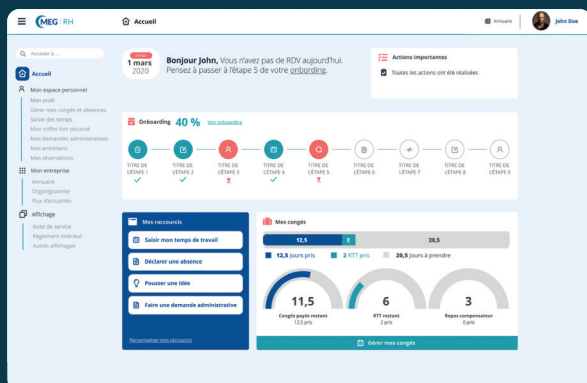 MEG | RH
Accueil
Annuaire
John Doe
Accéder à ...
Accueil
Mon espace personnel
Mon profil
Gérer mes congés et absences
Saisie des temps
Mon coffre fort sécurisé
Mes demandes administratives
Mes entretiens
Mes réservations
Mon entreprise
Annuaire
Organigramme
Flux d'actualités
Affichage
Note de service
Règlement intérieur
Autres affichages
1 mars
2020
Bonjour John, Vous n'avez pas de RDV aujourd'hui.
Pensez à passer à l'étape 5 de votre onbording.
Actions importantes
Toutes les actions ont été réalisées
Onboarding 40 % Voir onboarding
TITRE DE L'ÉTAPE 1
TITRE DE L'ÉTAPE 2
TITRE DE L'ÉTAPE 3
TITRE DE L'ÉTAPE 4
TITRE DE L'ÉTAPE 5
TITRE DE L'ÉTAPE 6
TITRE DE L'ÉTAPE 7
TITRE DE L'ÉTAPE 8
TITRE DE L'ÉTAPE 9
Mes raccourcis
Saisir mon temps de travail
Déclarer une absence
Pousser une idée
Faire une demande administrative
Personnaliser mes raccourcis
Mes congés
12,5 2 20,5
12,5 Jours pris 2 RTT pris 20,5 Jours à prendre
11,5
Congés payés restant
12,5 pris
6
RTT restant
2 pris
3
Repos compensateur
0 pris
Gérer mes congés